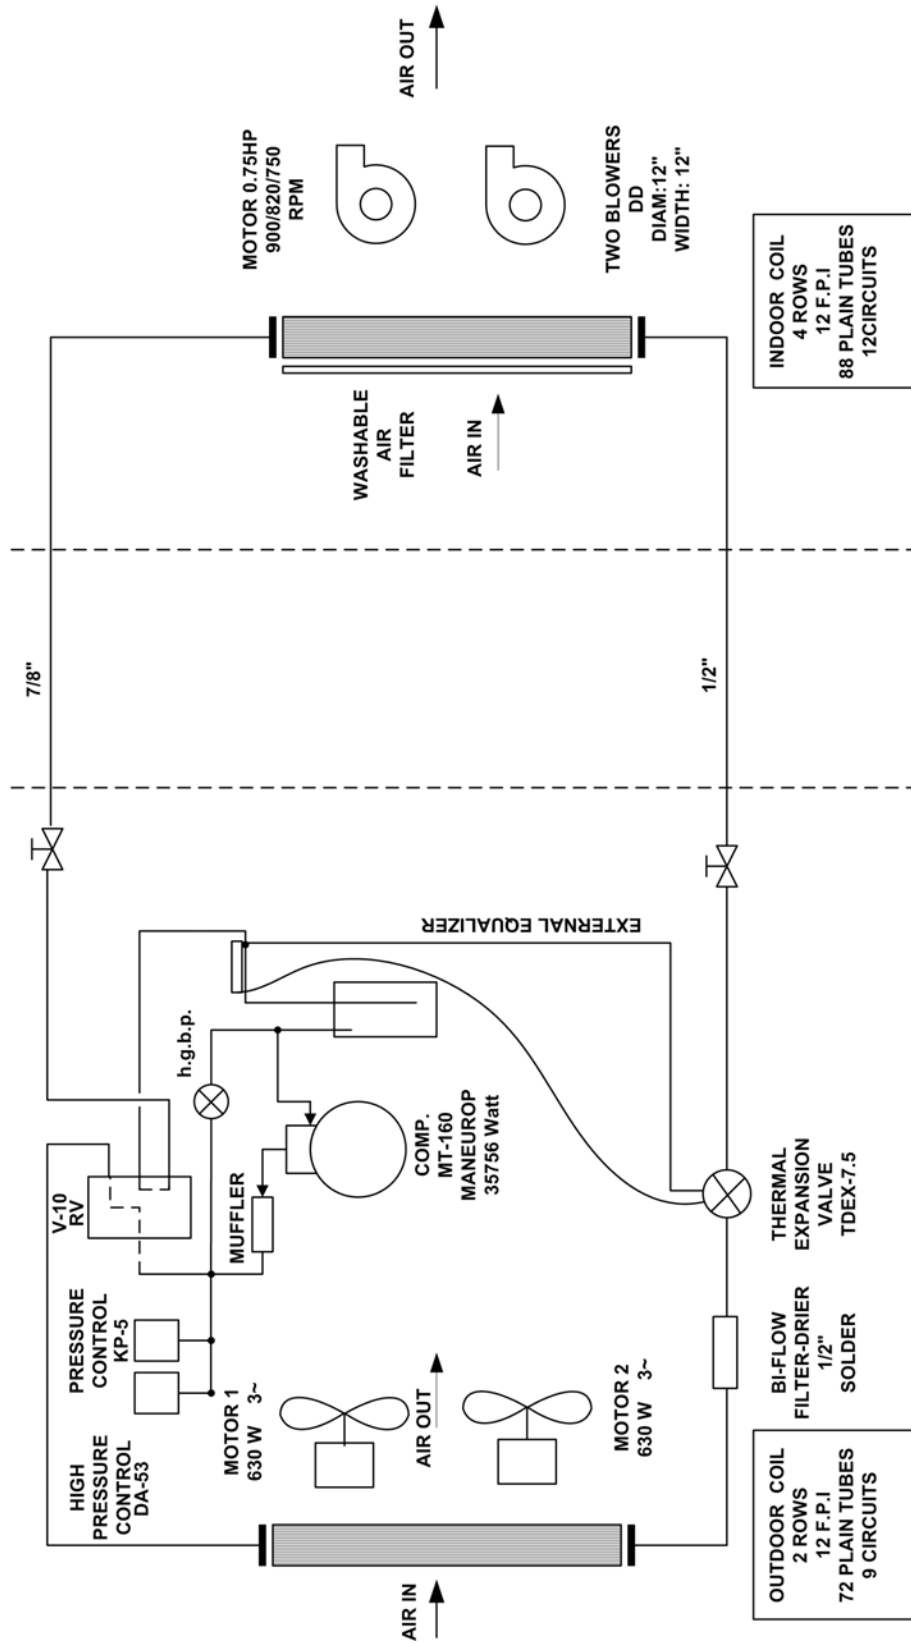 HIGH
PRESSURE
CONTROL
DA-53
PRESSURE
CONTROL
KP-5
V-10
RV
h.g.b.p.
7/8"
MUFFLER
COMP.
MT-160
MANEUROP
35756 Watt
EXTERNAL EQUALIZER
MOTOR 1
630 W 3~
AIR IN
AIR OUT
MOTOR 2
630 W 3~
WASHABLE
AIR
FILTER
AIR IN
MOTOR 0.75HP
900/820/750
RPM
AIR OUT
TWO BLOWERS
DD
DIAM:12"
WIDTH: 12"
1/2"
OUTDOOR COIL
2 ROWS
12 F.P.I
72 PLAIN TUBES
9 CIRCUITS
BI-FLOW
FILTER-DRIER
1/2"
SOLDER
THERMAL
EXPANSION
VALVE
TDEX-7.5
INDOOR COIL
4 ROWS
12 F.P.I
88 PLAIN TUBES
12CIRCUITS